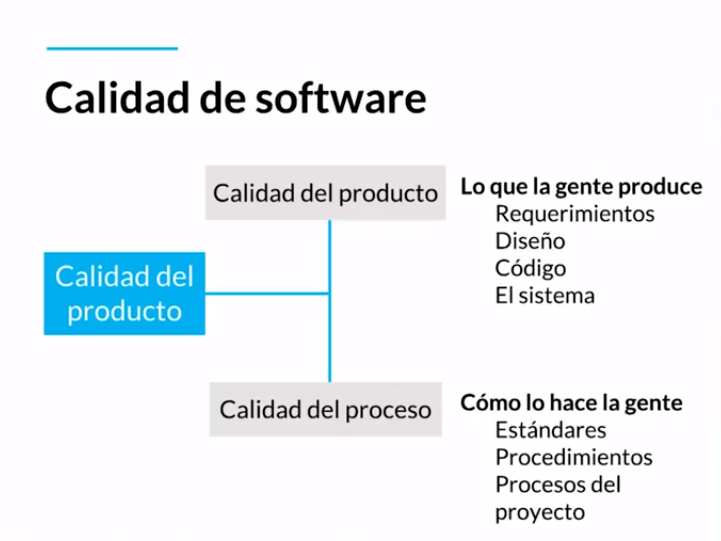 Calidad de software
Calidad del producto
Lo que la gente produce
Requerimientos
Diseño
Código
El sistema
Calidad del
producto
Calidad del proceso
Cómo lo hace la gente
Estándares
Procedimientos
Procesos del
proyecto